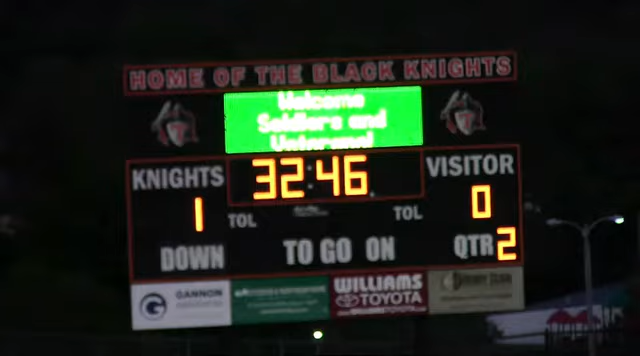 HOME OF THE BLACK KNIGHTS
Welcome
Soldiers and
Veterans!
32:46
KNIGHTS
VISITOR
1
0
TOL
TOL
DOWN
TO GO ON
QTR 2
GANNON
WILLIAMS
TOYOTA